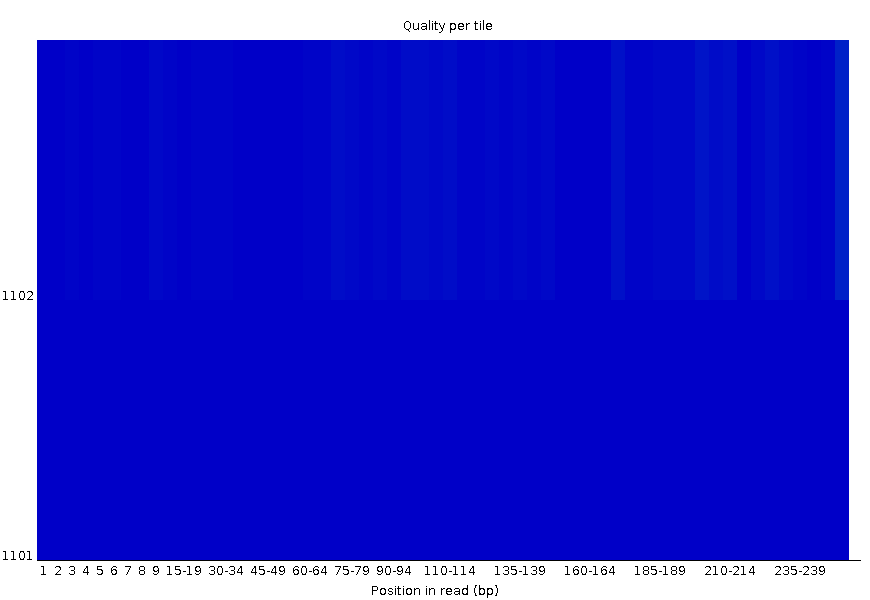 Quality per tile
1102
1101
1 2 3 4 5 6 7 8 9 15-19 30-34 45-49 60-64 75-79 90-94 110-114 135-139 160-164 185-189 210-214 235-239
Position in read (bp)